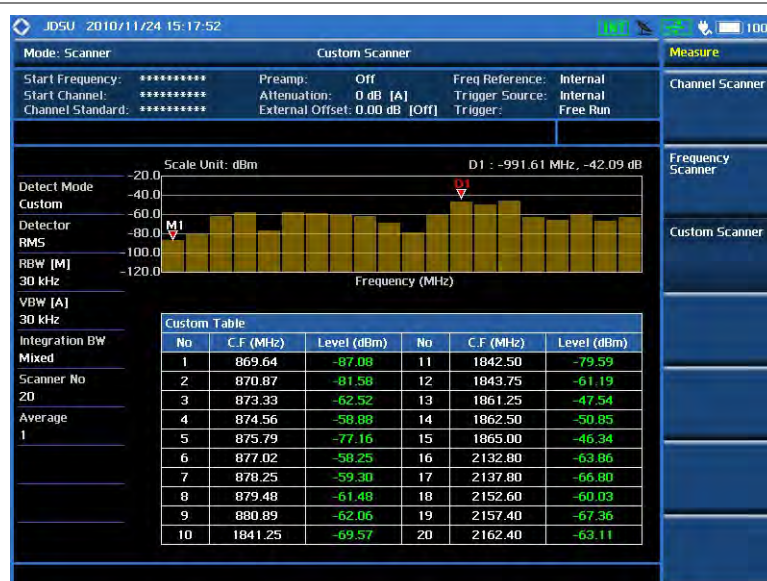 JDSU 2010/11/24 15:17:52
100
Mode: Scanner Custom Scanner Measure
Start Frequency: ********** Preamp: Off Freq Reference: Internal
Start Channel: ********** Attenuation: 0 dB [A] Trigger Source: Internal
Channel Standard: ********** External Offset: 0.00 dB [Off] Trigger: Free Run
Channel Scanner
Frequency
Scanner
Custom Scanner
Scale Unit: dBm D1 : -991.61 MHz, -42.09 dB
-20.0
-40.0
-60.0
-80.0
-100.0
-120.0
M1
D1
Frequency (MHz)
Detect Mode
Custom
Detector
RMS
RBW [M]
30 kHz
VBW [A]
30 kHz
Integration BW
Mixed
Scanner No
20
Average
1
Custom Table
No C.F (MHz) Level (dBm) No C.F (MHz) Level (dBm)
1 869.64 -87.08 11 1842.50 -79.59
2 870.87 -81.58 12 1843.75 -61.19
3 873.33 -62.52 13 1861.25 -47.54
4 874.56 -58.88 14 1862.50 -50.85
5 875.79 -77.16 15 1865.00 -46.34
6 877.02 -58.25 16 2132.80 -63.86
7 878.25 -59.30 17 2137.80 -66.80
8 879.48 -61.48 18 2152.60 -60.03
9 880.89 -62.06 19 2157.40 -67.36
10 1841.25 -69.57 20 2162.40 -63.11